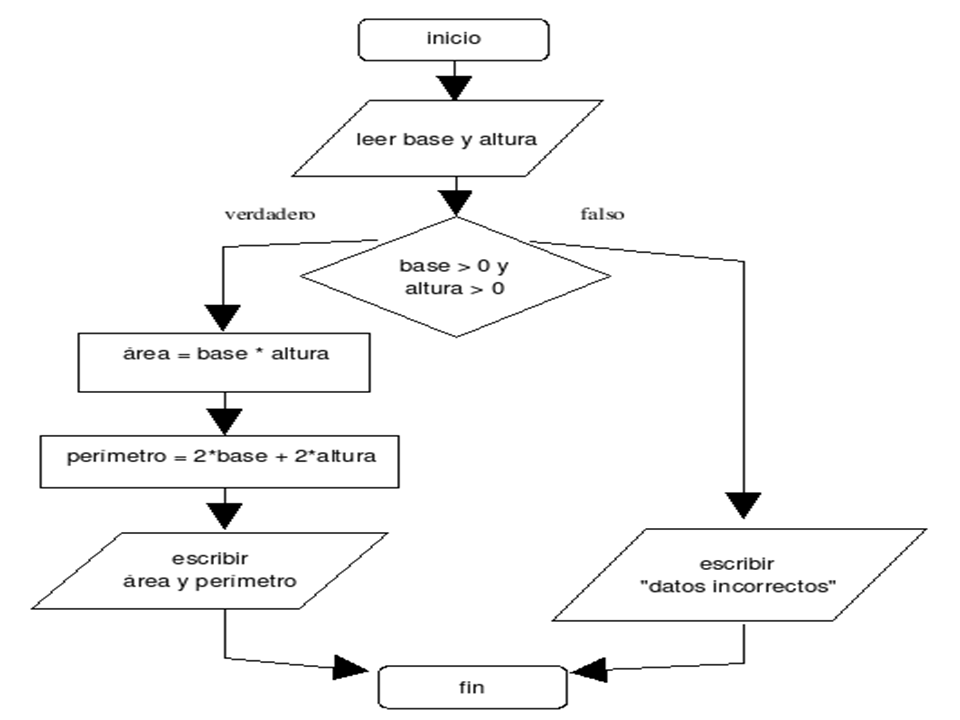 inicio
leer base y altura
verdadero
falso
base > 0 y
altura > 0
área = base * altura
perímetro = 2*base + 2*altura
escribir
área y perímetro
escribir
"datos incorrectos"
fin